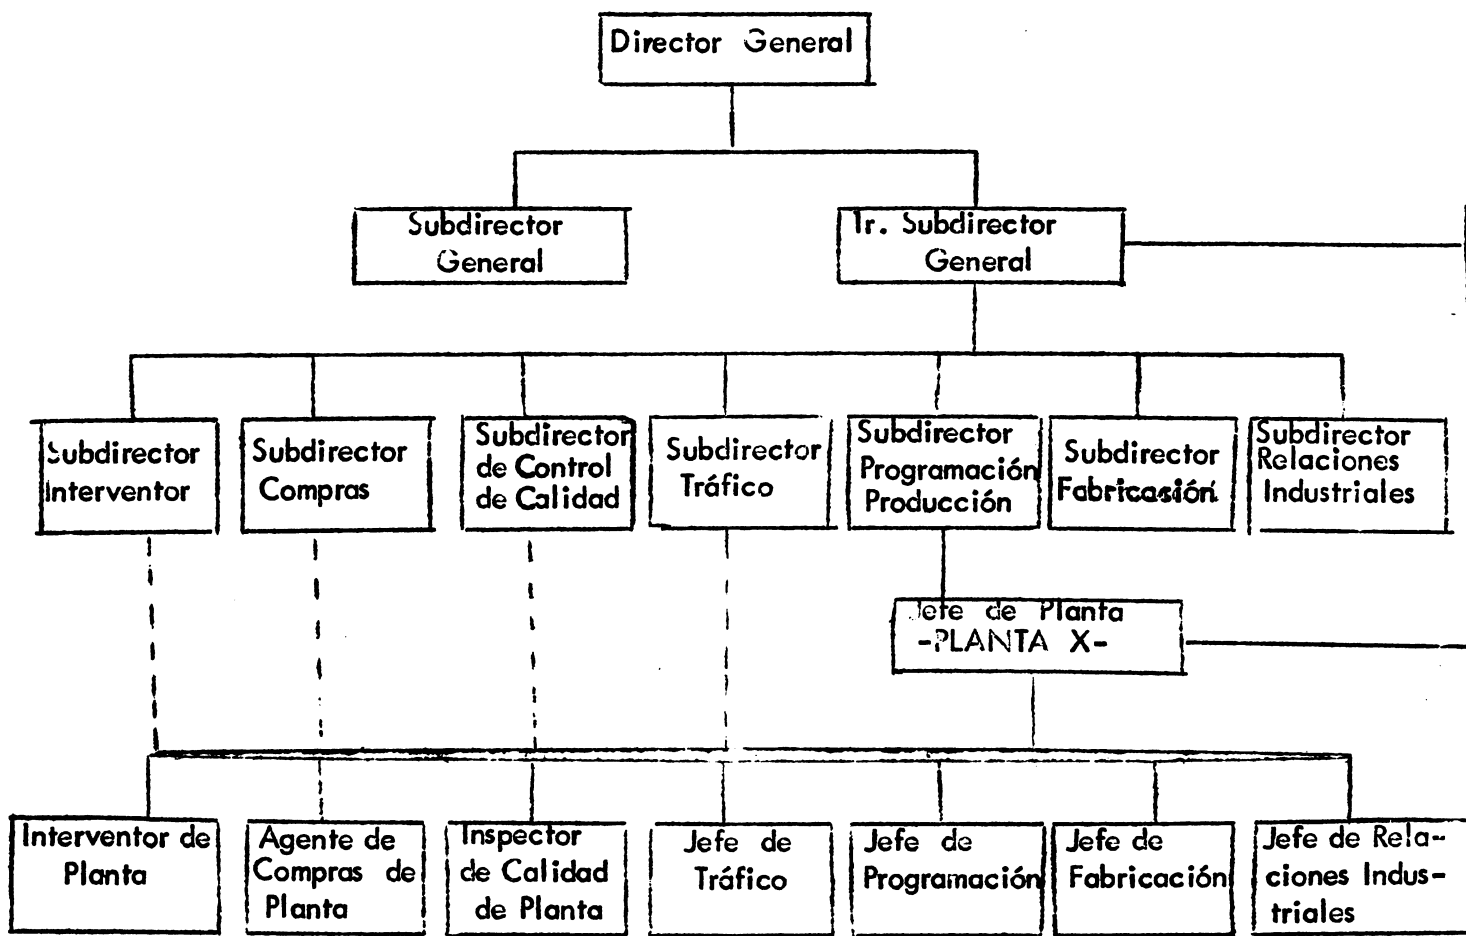 Director General
Subdirector
General
Ir. Subdirector
General
Subdirector
Interventor
Subdirector
Compras
Subdirector
de Control
de Calidad
Subdirector
Tráfico
Subdirector
Programación
Producción
Subdirector
Fabricasión
Subdirector
Relaciones
Industriales
Jefe de Planta
-PLANTA X-
Interventor de
Planta
Agente de
Compras de
Planta
Inspector
de Calidad
de Planta
Jefe de
Tráfico
Jefe de
Programación
Jefe de
Fabricación
Jefe de Rela-
ciones Indus-
triales